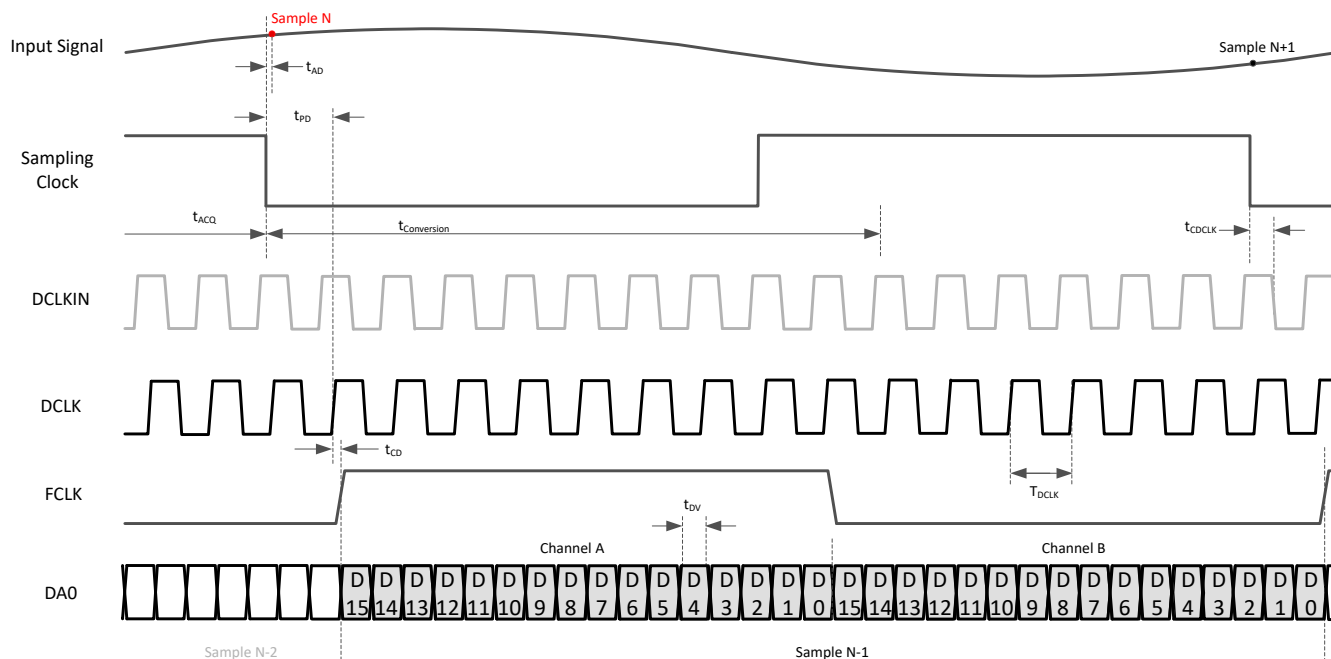 Sample N
Input Signal
Sample N+1
tAD
tPD
Sampling
Clock
tACQ
tConversion
tCDCLK
DCLKIN
DCLK
tCD
FCLK
TDCLK
tDV
Channel A
Channel B
DA0
D D D D D D D D D D D D D D D D D D D D D D D D D D D D D D D D
15 14 13 12 11 10 9 8 7 6 5 4 3 2 1 0 15 14 13 12 11 10 9 8 7 6 5 4 3 2 1 0
Sample N-2
Sample N-1